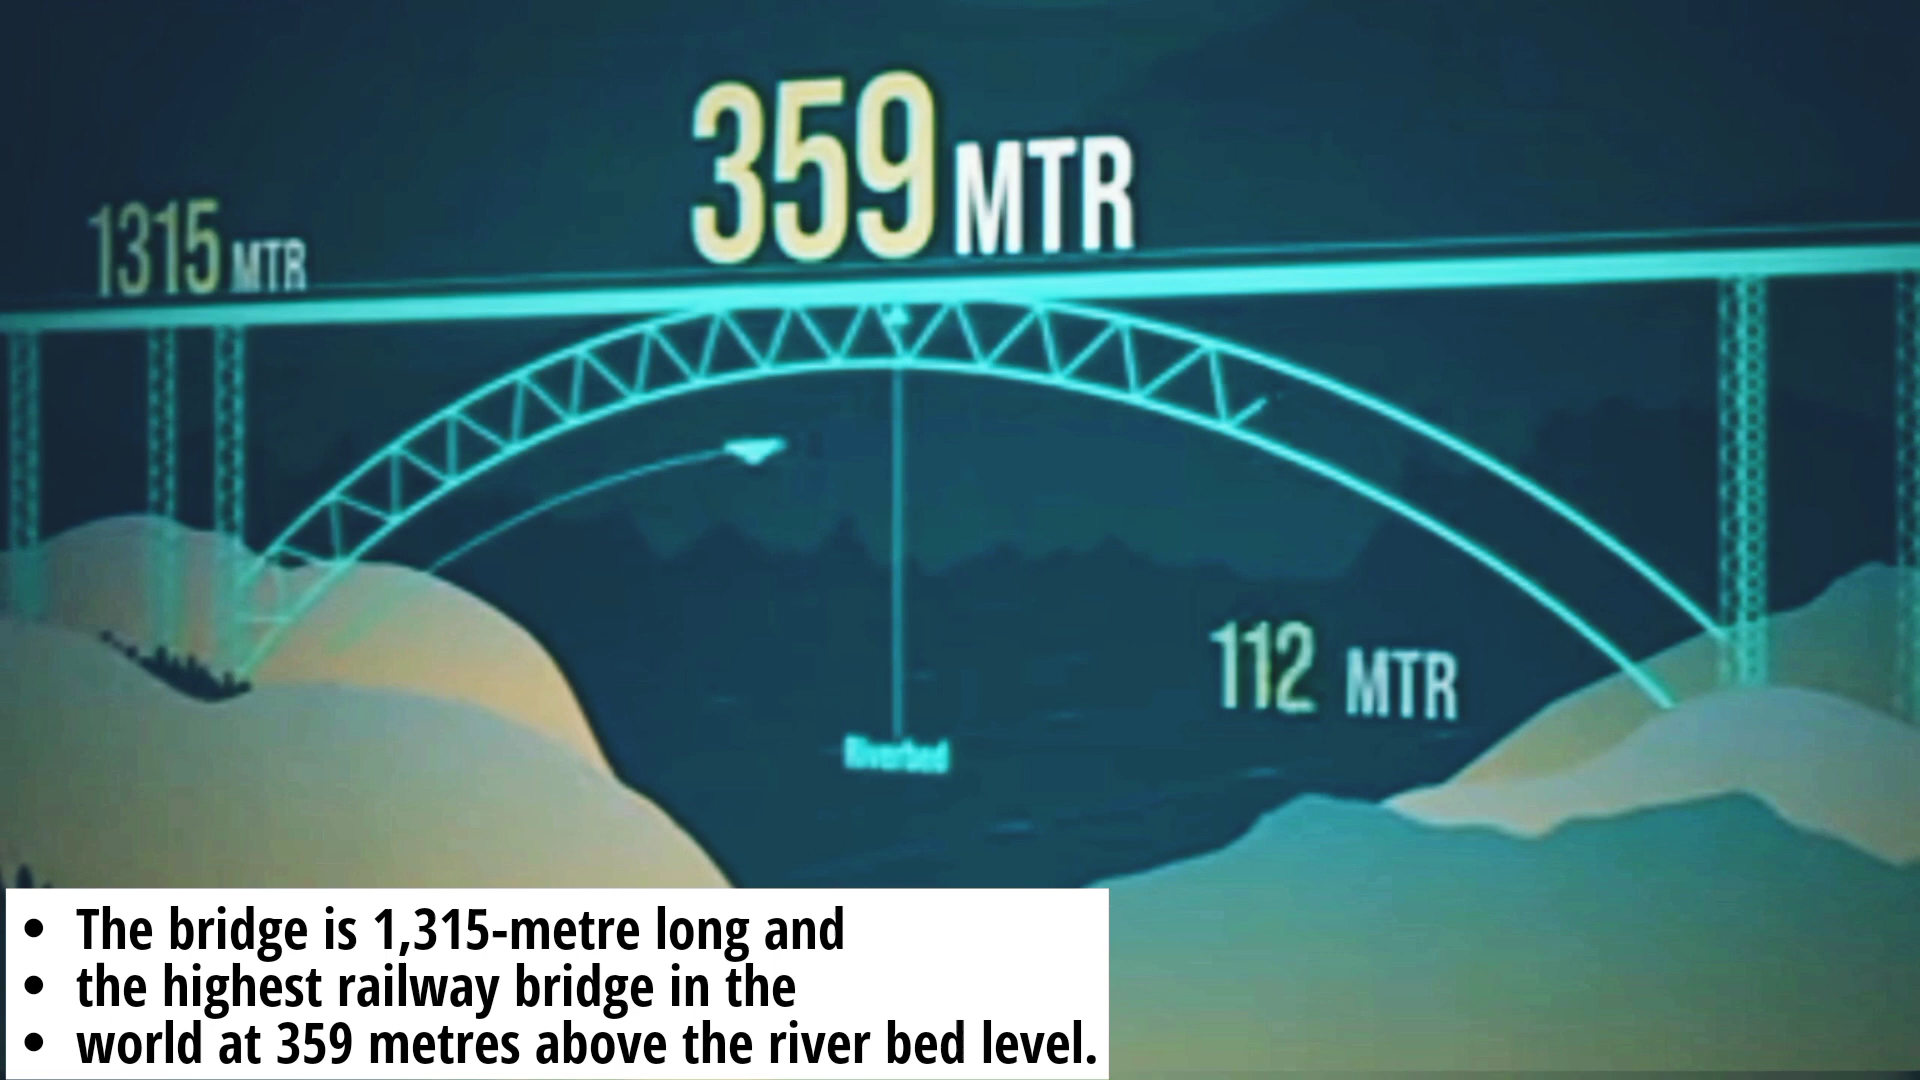 359 MTR
1315 MTR
112 MTR
Riverbed
• The bridge is 1,315-metre long and
• the highest railway bridge in the
• world at 359 metres above the river bed level.